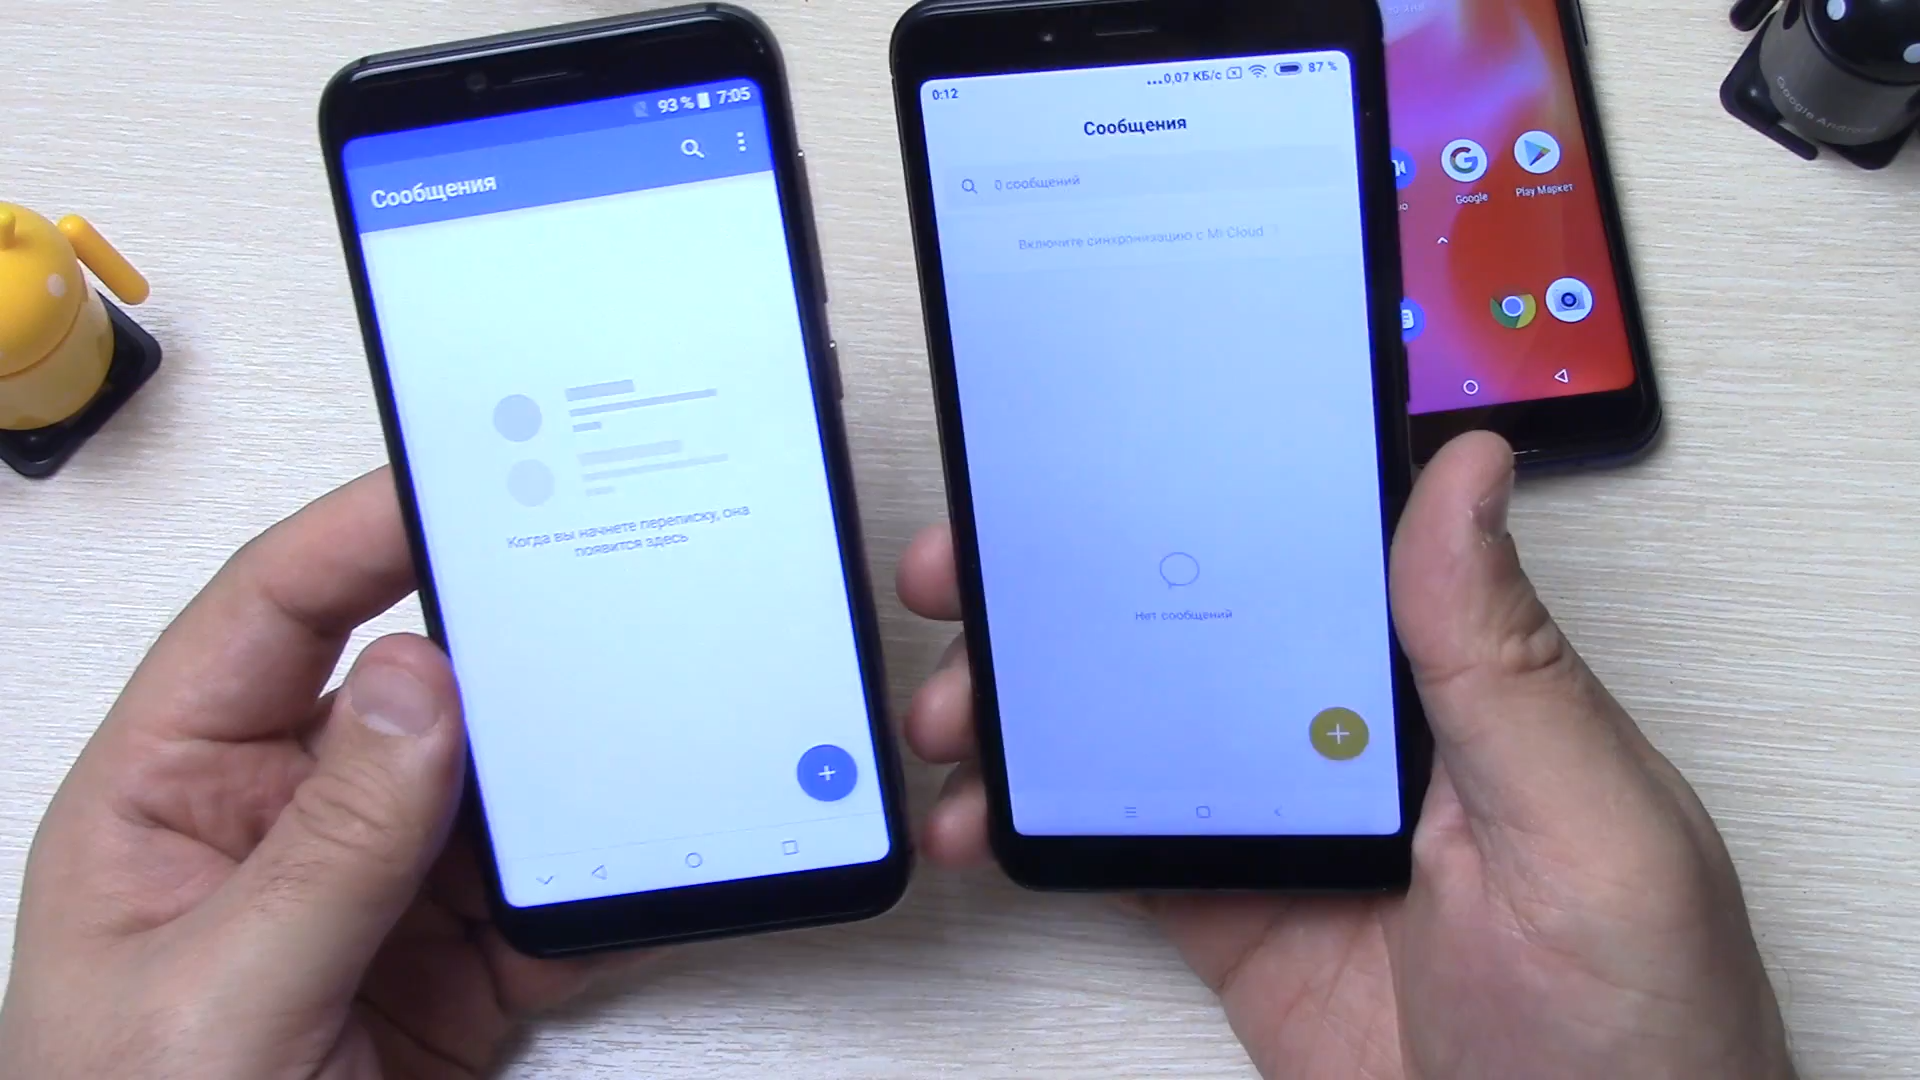 93 % 7:05
Сообщения
Когда вы начнете переписку, она
появится здесь
0:12 ...0,07 КБ/с 87 %
Сообщения
0 сообщений
Включите синхронизацию с Mi Cloud
Нет сообщений
Google
Play Маркет
Google Android